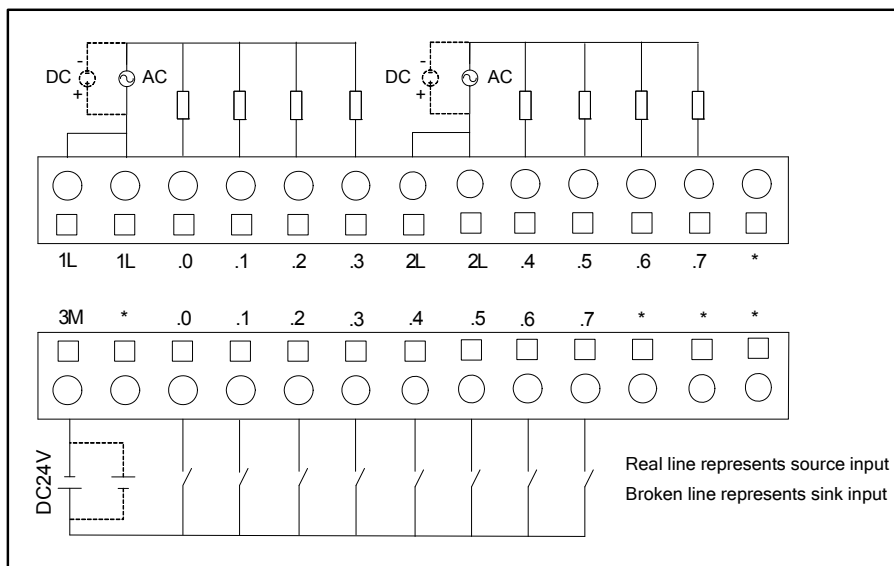 - DC + AC - DC + AC
1L 1L .0 .1 .2 .3 2L 2L .4 .5 .6 .7 *
3M * .0 .1 .2 .3 .4 .5 .6 .7 * * *
DC24V
Real line represents source input
Broken line represents sink input